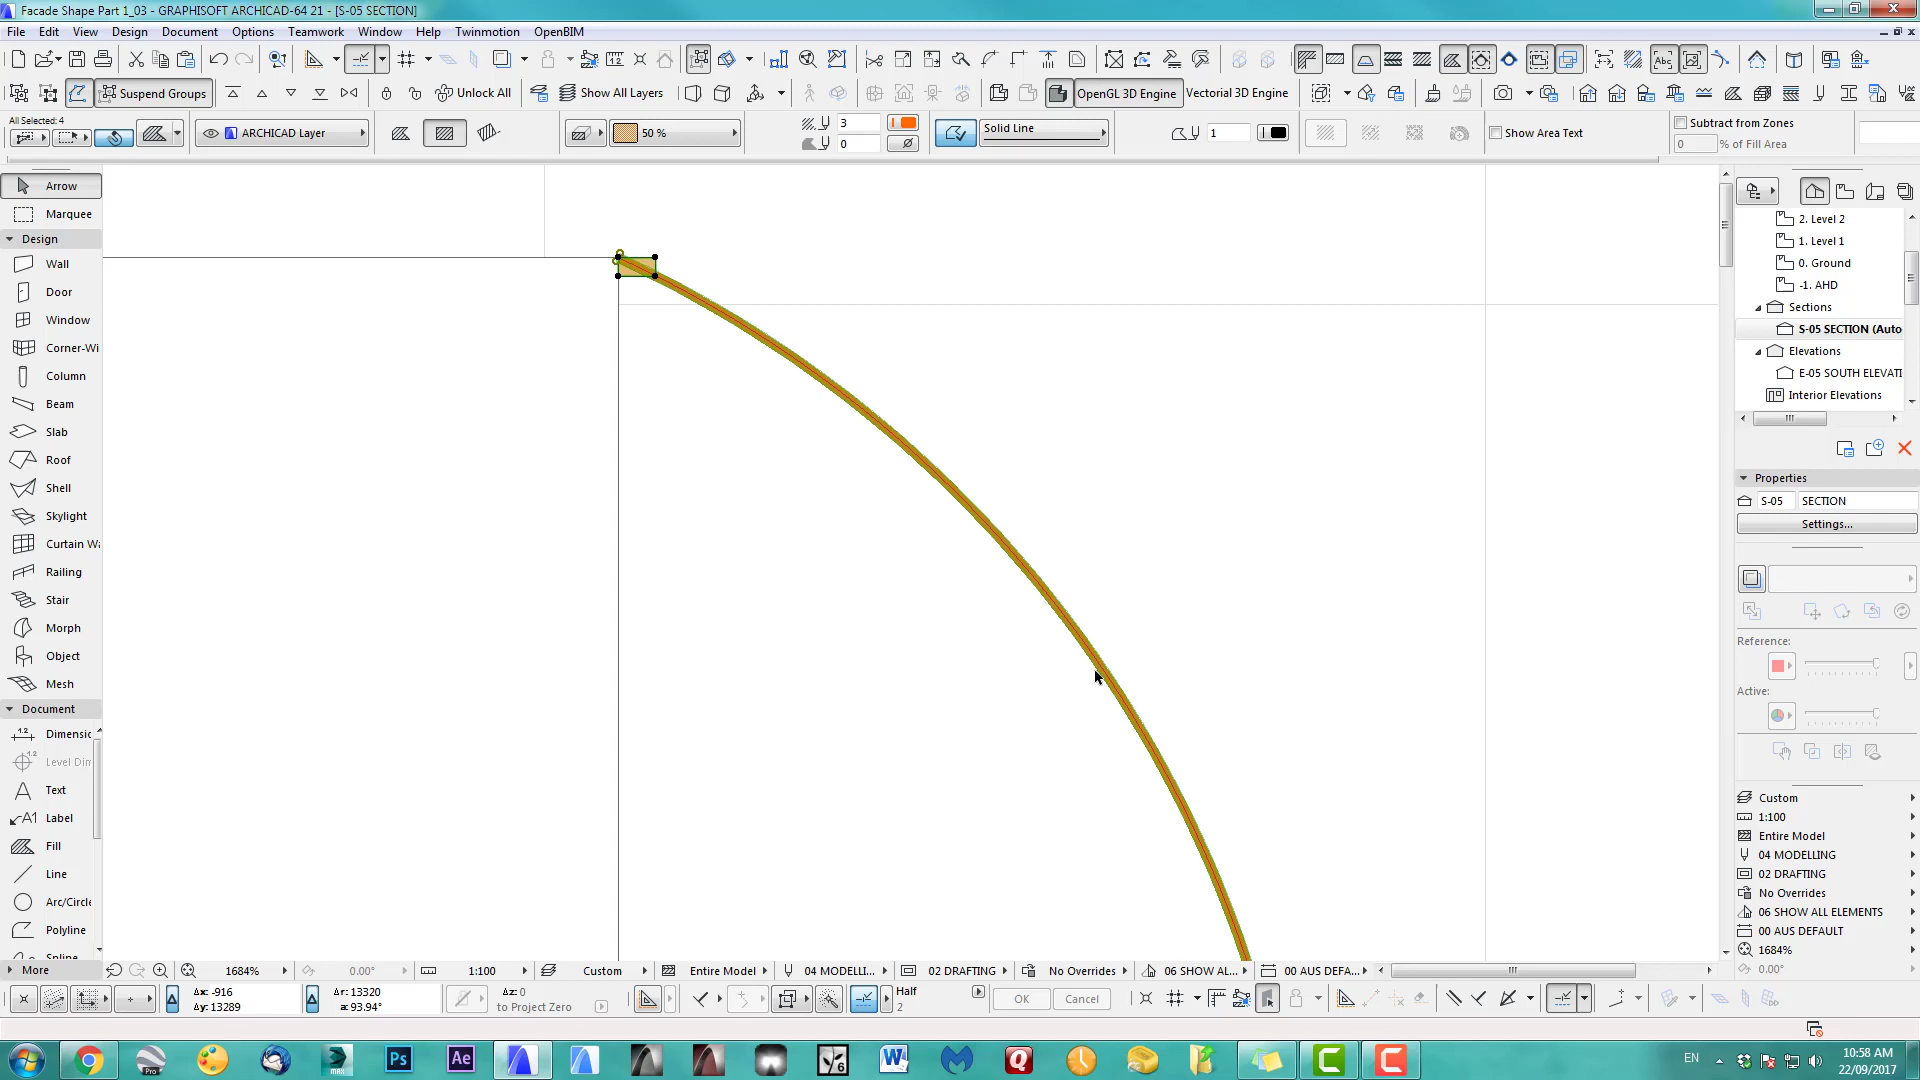 Facade Shape Part 1_03 - GRAPHISOFT ARCHICAD-64 21 - [S-05 SECTION]
File Edit View Design Document Options Teamwork Window Help Twinmotion OpenBIM
Suspend Groups Unlock All Show All Layers OpenGL 3D Engine Vectorial 3D Engine
All Selected: 4
ARCHICAD Layer 50 % 3 0 Solid Line 1 Show Area Text Subtract from Zones
0 % of Fill Area
Arrow
Marquee
Design
Wall
Door
Window
Corner-Wi
Column
Beam
Slab
Roof
Shell
Skylight
Curtain Wa
Railing
Stair
Morph
Object
Mesh
Document
Dimensic
Level Din
Text
A1 Label
Fill
Line
Arc/Circle
Polyline
Spline
More
2. Level 2
1. Level 1
0. Ground
-1. AHD
Sections
S-05 SECTION (Auto
Elevations
E-05 SOUTH ELEVATI
Interior Elevations
Properties
S-05 SECTION
Settings...
Reference:
Active:
Custom
1:100
Entire Model
04 MODELLING
02 DRAFTING
No Overrides
06 SHOW ALL ELEMENTS
00 AUS DEFAULT
1684%
0.00°
1684% 0.00° 1:100 Custom Entire Model 04 MODELLI... 02 DRAFTING No Overrides 06 SHOW AL... 00 AUS DEFA...
Δx: -916 Δr: 13320 Δz: 0 Half OK Cancel
Δy: 13289 a: 93.94° to Project Zero 2
Pro MAX Ps Ae EN
10:58 AM
22/09/2017